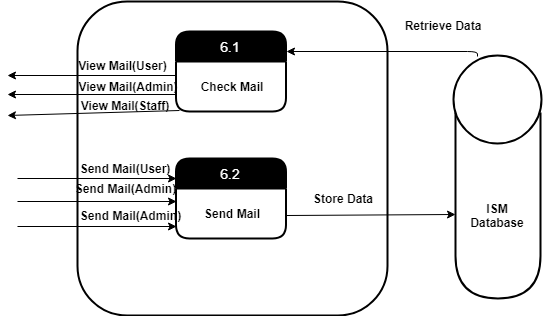 Retrieve Data
6.1
View Mail(User)
View Mail(Admin)
Check Mail
View Mail(Staff)
6.2
Send Mail(User)
Send Mail(Admin)
Send Mail(Admin)
Send Mail
Store Data
ISM
Database